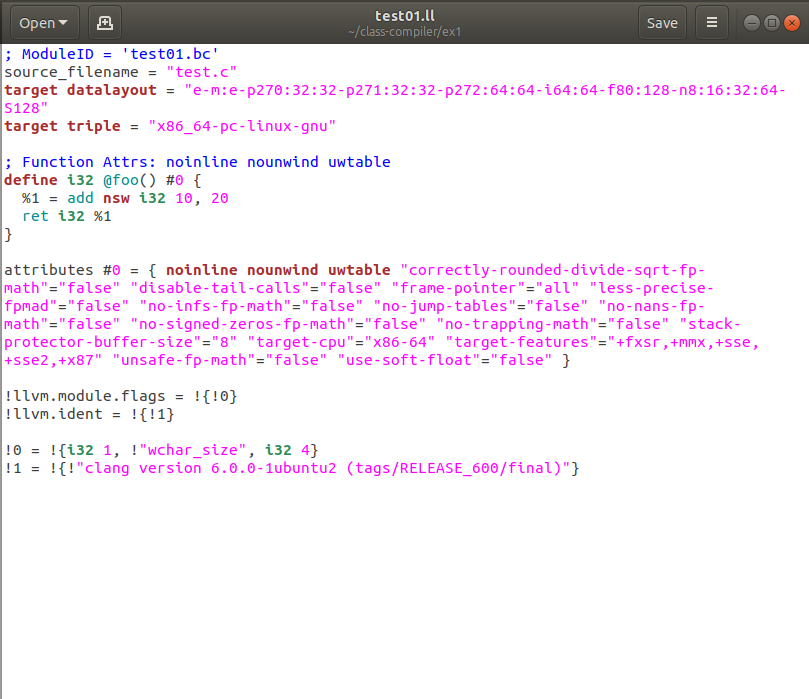 Open
test01.ll
~/class-compiler/ex1
Save
; ModuleID = 'test01.bc'
source_filename = "test.c"
target datalayout = "e-m:e-p270:32:32-p271:32:32-p272:64:64-i64:64-f80:128-n8:16:32:64-
S128"
target triple = "x86_64-pc-linux-gnu"
; Function Attrs: noinline nounwind uwtable
define i32 @foo() #0 {
  %1 = add nsw i32 10, 20
  ret i32 %1
}
attributes #0 = { noinline nounwind uwtable "correctly-rounded-divide-sqrt-fp-
math"="false" "disable-tail-calls"="false" "frame-pointer"="all" "less-precise-
fpmad"="false" "no-infs-fp-math"="false" "no-jump-tables"="false" "no-nans-fp-
math"="false" "no-signed-zeros-fp-math"="false" "no-trapping-math"="false" "stack-
protector-buffer-size"="8" "target-cpu"="x86-64" "target-features"="+fxsr,+mmx,+sse,
+sse2,+x87" "unsafe-fp-math"="false" "use-soft-float"="false" }
!llvm.module.flags = !{!0}
!llvm.ident = !{!1}
!0 = !{i32 1, !"wchar_size", i32 4}
!1 = !{!"clang version 6.0.0-1ubuntu2 (tags/RELEASE_600/final)"}